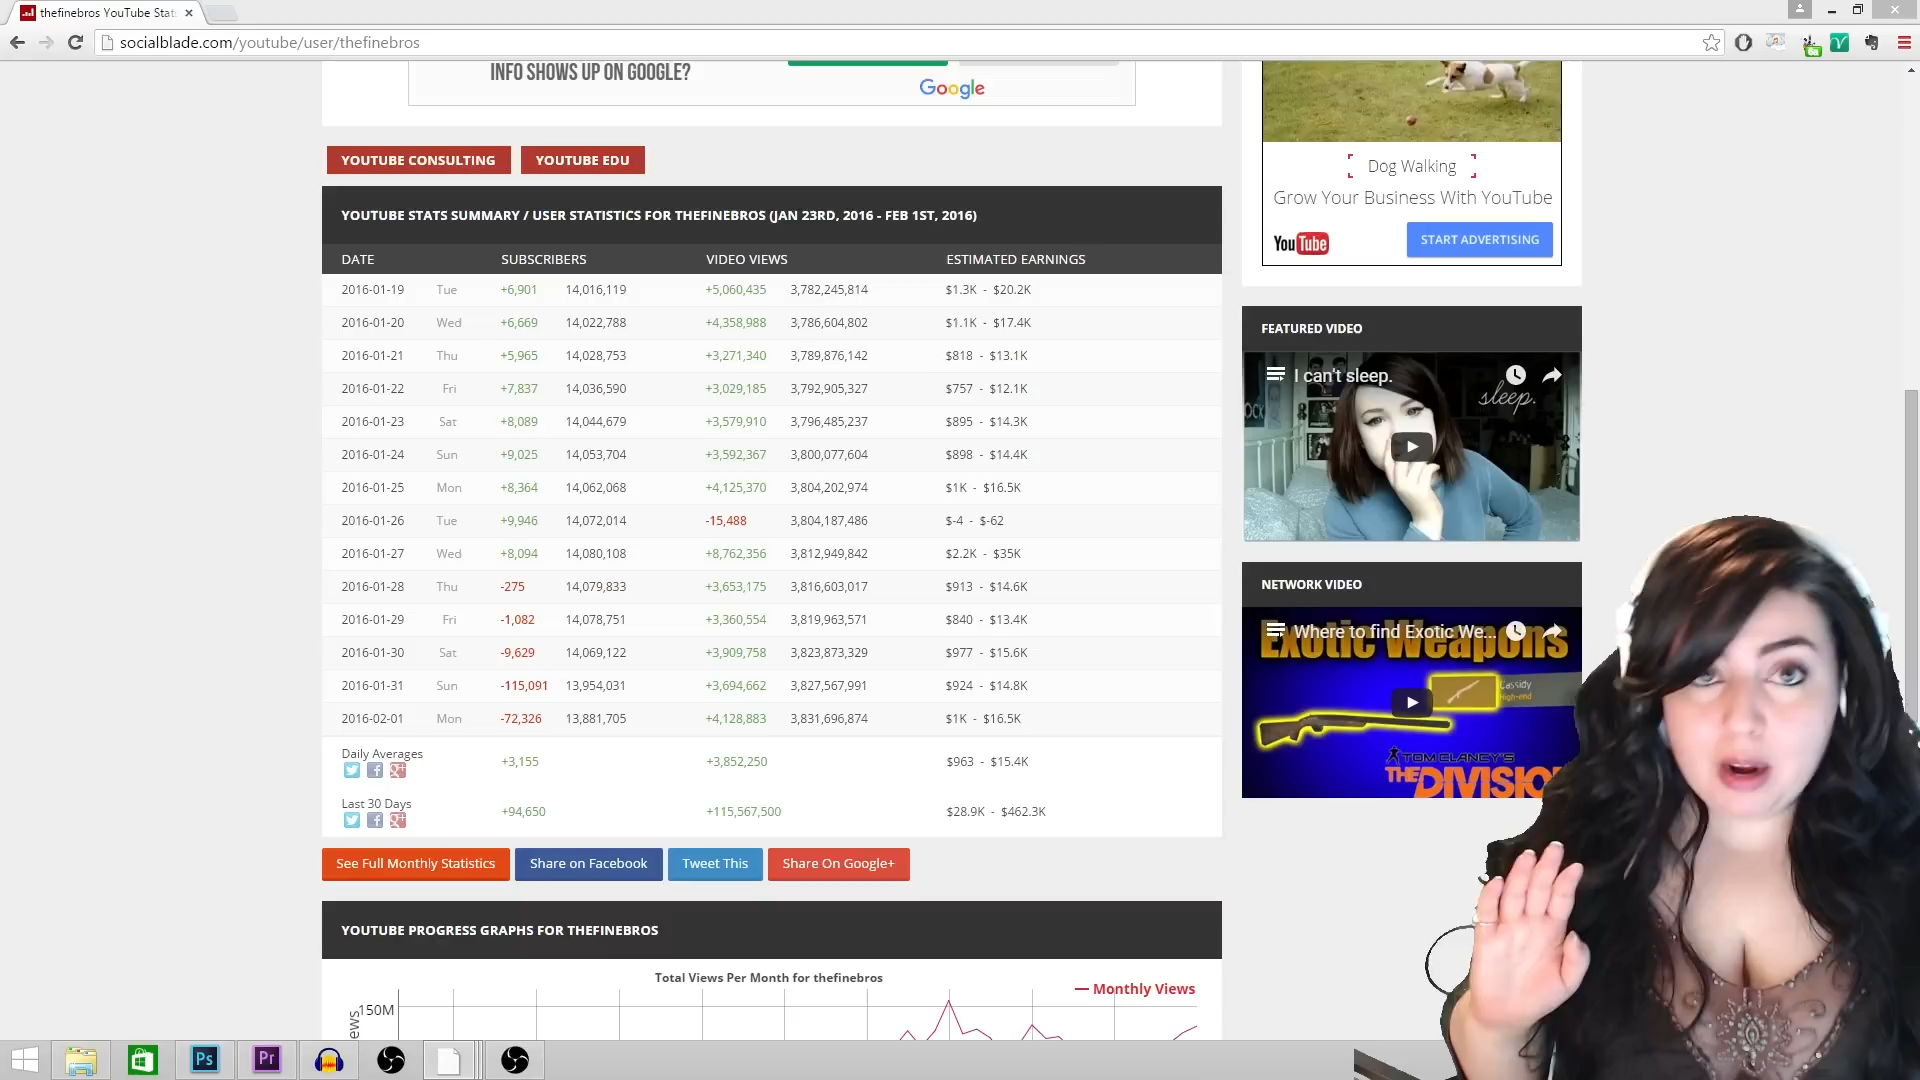 thefinebros YouTube Stat
socialblade.com/youtube/user/thefinebros
INFO SHOWS UP ON GOOGLE?
Google
YOUTUBE CONSULTING
YOUTUBE EDU
YOUTUBE STATS SUMMARY / USER STATISTICS FOR THEFINEBROS (JAN 23RD, 2016 - FEB 1ST, 2016)
DATE SUBSCRIBERS VIDEO VIEWS ESTIMATED EARNINGS
2016-01-19 Tue +6,901 14,016,119 +5,060,435 3,782,245,814 $1.3K - $20.2K
2016-01-20 Wed +6,669 14,022,788 +4,358,988 3,786,604,802 $1.1K - $17.4K
2016-01-21 Thu +5,965 14,028,753 +3,271,340 3,789,876,142 $818 - $13.1K
2016-01-22 Fri +7,837 14,036,590 +3,029,185 3,792,905,327 $757 - $12.1K
2016-01-23 Sat +8,089 14,044,679 +3,579,910 3,796,485,237 $895 - $14.3K
2016-01-24 Sun +9,025 14,053,704 +3,592,367 3,800,077,604 $898 - $14.4K
2016-01-25 Mon +8,364 14,062,068 +4,125,370 3,804,202,974 $1K - $16.5K
2016-01-26 Tue +9,946 14,072,014 -15,488 3,804,187,486 $-4 - $-62
2016-01-27 Wed +8,094 14,080,108 +8,762,356 3,812,949,842 $2.2K - $35K
2016-01-28 Thu -275 14,079,833 +3,653,175 3,816,603,017 $913 - $14.6K
2016-01-29 Fri -1,082 14,078,751 +3,360,554 3,819,963,571 $840 - $13.4K
2016-01-30 Sat -9,629 14,069,122 +3,909,758 3,823,873,329 $977 - $15.6K
2016-01-31 Sun -115,091 13,954,031 +3,694,662 3,827,567,991 $924 - $14.8K
2016-02-01 Mon -72,326 13,881,705 +4,128,883 3,831,696,874 $1K - $16.5K
Daily Averages +3,155 +3,852,250 $963 - $15.4K
Last 30 Days +94,650 +115,567,500 $28.9K - $462.3K
See Full Monthly Statistics
Share on Facebook
Tweet This
Share On Google+
YOUTUBE PROGRESS GRAPHS FOR THEFINEBROS
Total Views Per Month for thefinebros
Monthly Views
150M
Dog Walking
Grow Your Business With YouTube
YouTube
START ADVERTISING
FEATURED VIDEO
I can't sleep.
sleep.
NETWORK VIDEO
Where to find Exotic We...
Exotic Weapons
Cassidy
High-end
TOM CLANCY'S
THE DIVISIO
Ps
Pr